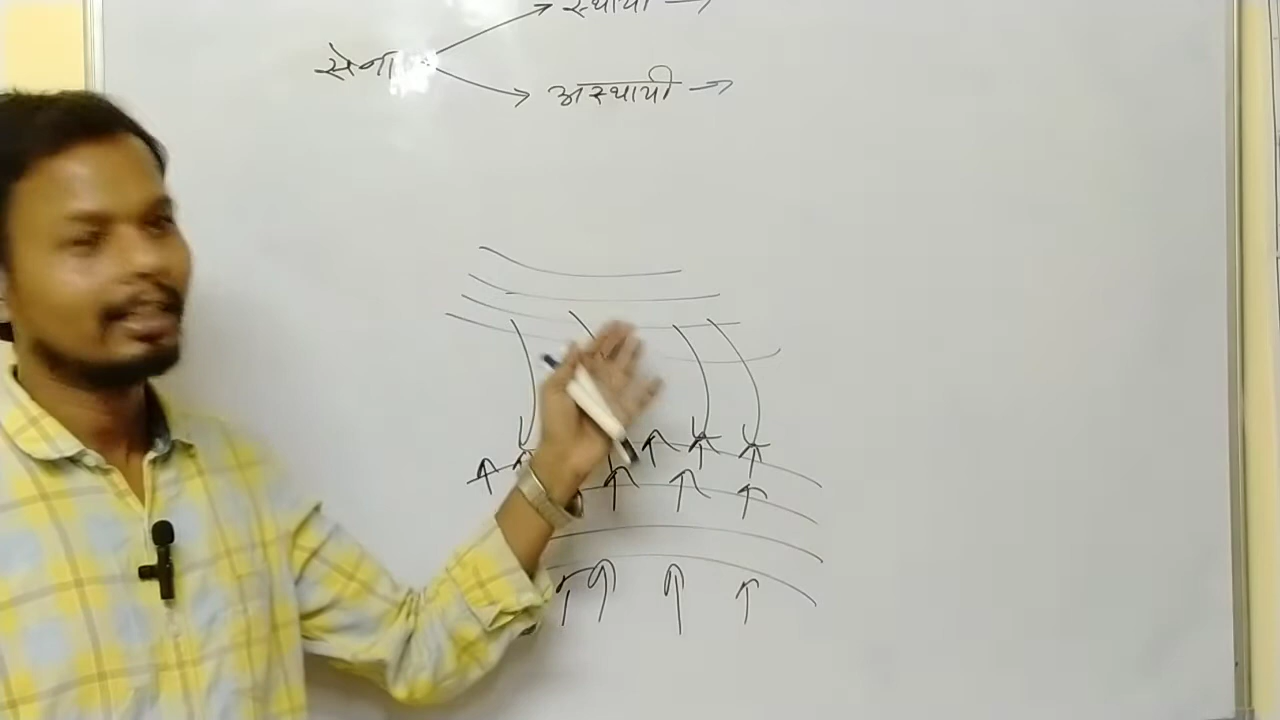 स्थायी →
सेना
अस्थायी →